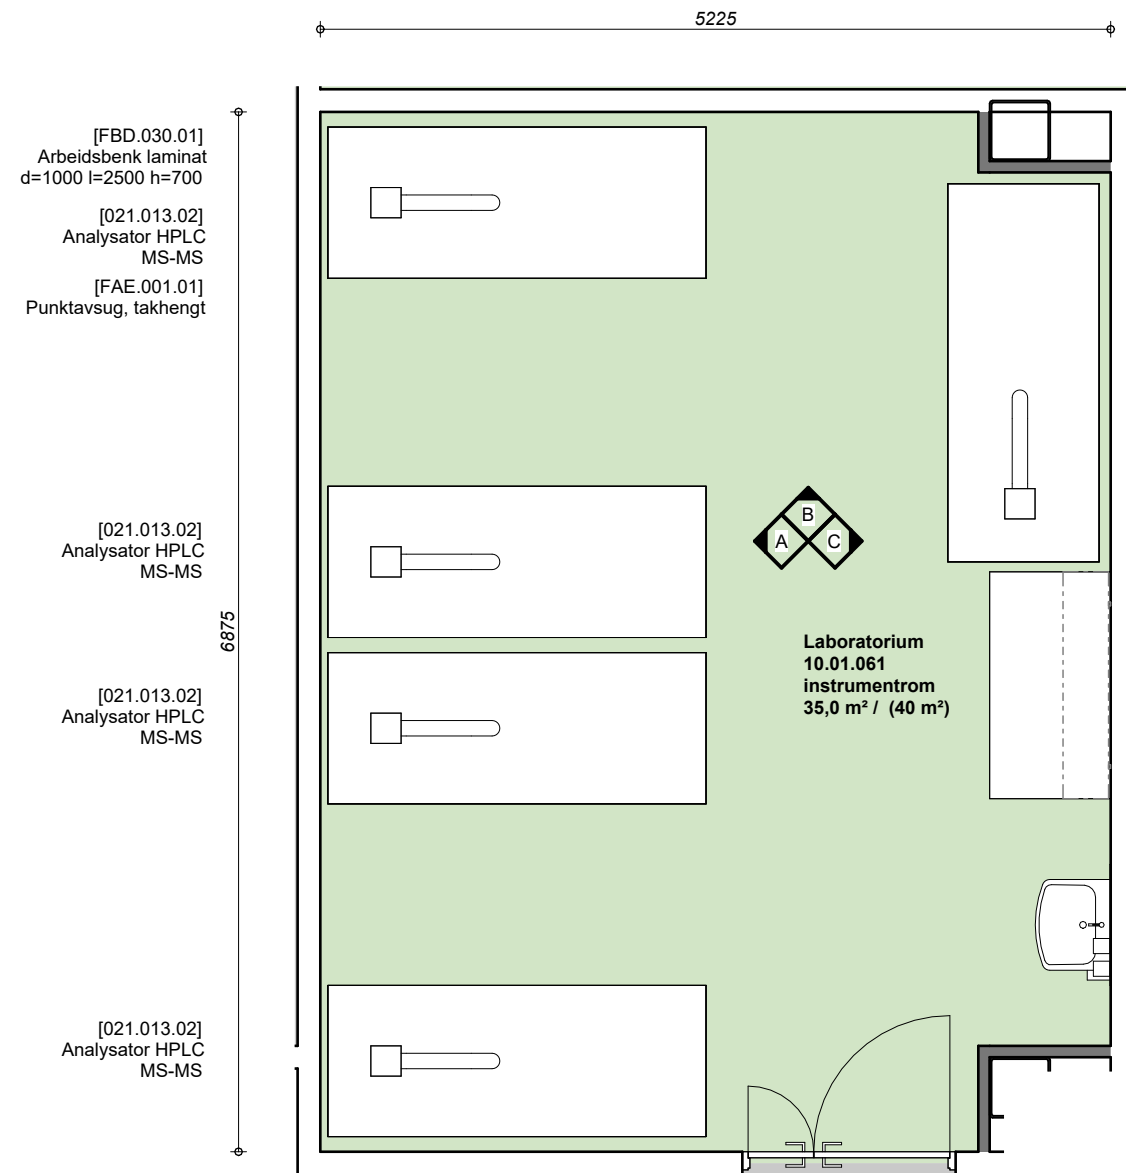 5225
[FBD.030.01]
Arbeidsbenk laminat
d=1000 l=2500 h=700
[021.013.02]
Analysator HPLC
MS-MS
[FAE.001.01]
Punktavsug, takhengt
[021.013.02]
Analysator HPLC
MS-MS
B
A C
6875
Laboratorium
10.01.061
instrumentrom
35,0 m² / (40 m²)
[021.013.02]
Analysator HPLC
MS-MS
[021.013.02]
Analysator HPLC
MS-MS